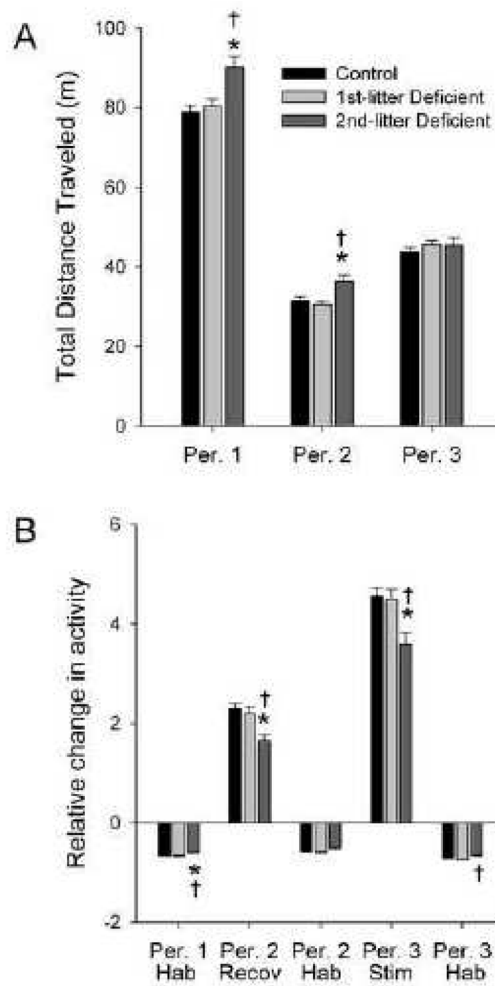 A
Total Distance Traveled (m)
100
80
60
40
20
0
†
*
†
*
Control
1st-litter Deficient
2nd-litter Deficient
Per. 1 Per. 2 Per. 3
B
Relative change in activity
6
4
2
0
-2
*
†
†
*
†
*
†
Per. 1 Per. 2 Per. 2 Per. 3 Per. 3
Hab Recov Hab Stim Hab